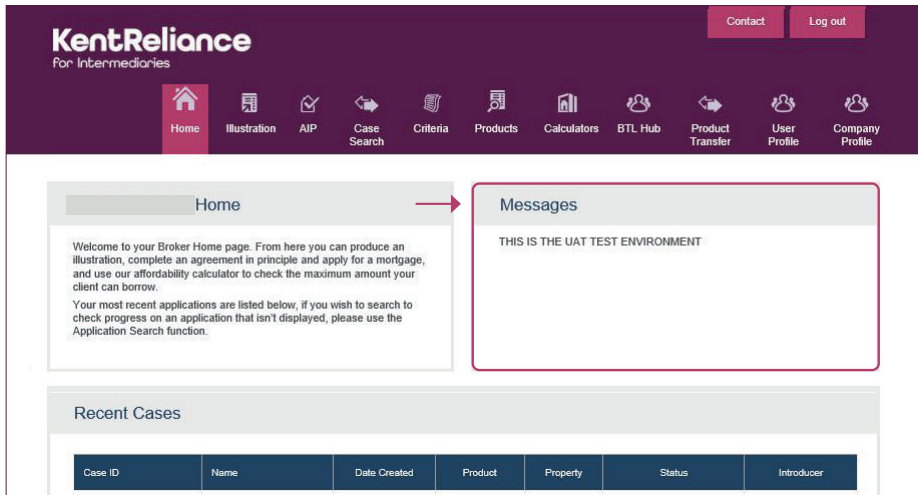 Contact Log out
KentReliance
for Intermediaries
Home Illustration AIP Case Search Criteria Products Calculators BTL Hub Product Transfer User Profile Company Profile
Home
Welcome to your Broker Home page. From here you can produce an
illustration, complete an agreement in principle and apply for a mortgage,
and use our affordability calculator to check the maximum amount your
client can borrow.
Your most recent applications are listed below, if you wish to search to
check progress on an application that isn't displayed, please use the
Application Search function.
Messages
THIS IS THE UAT TEST ENVIRONMENT
Recent Cases
Case ID Name Date Created Product Property Status Introducer